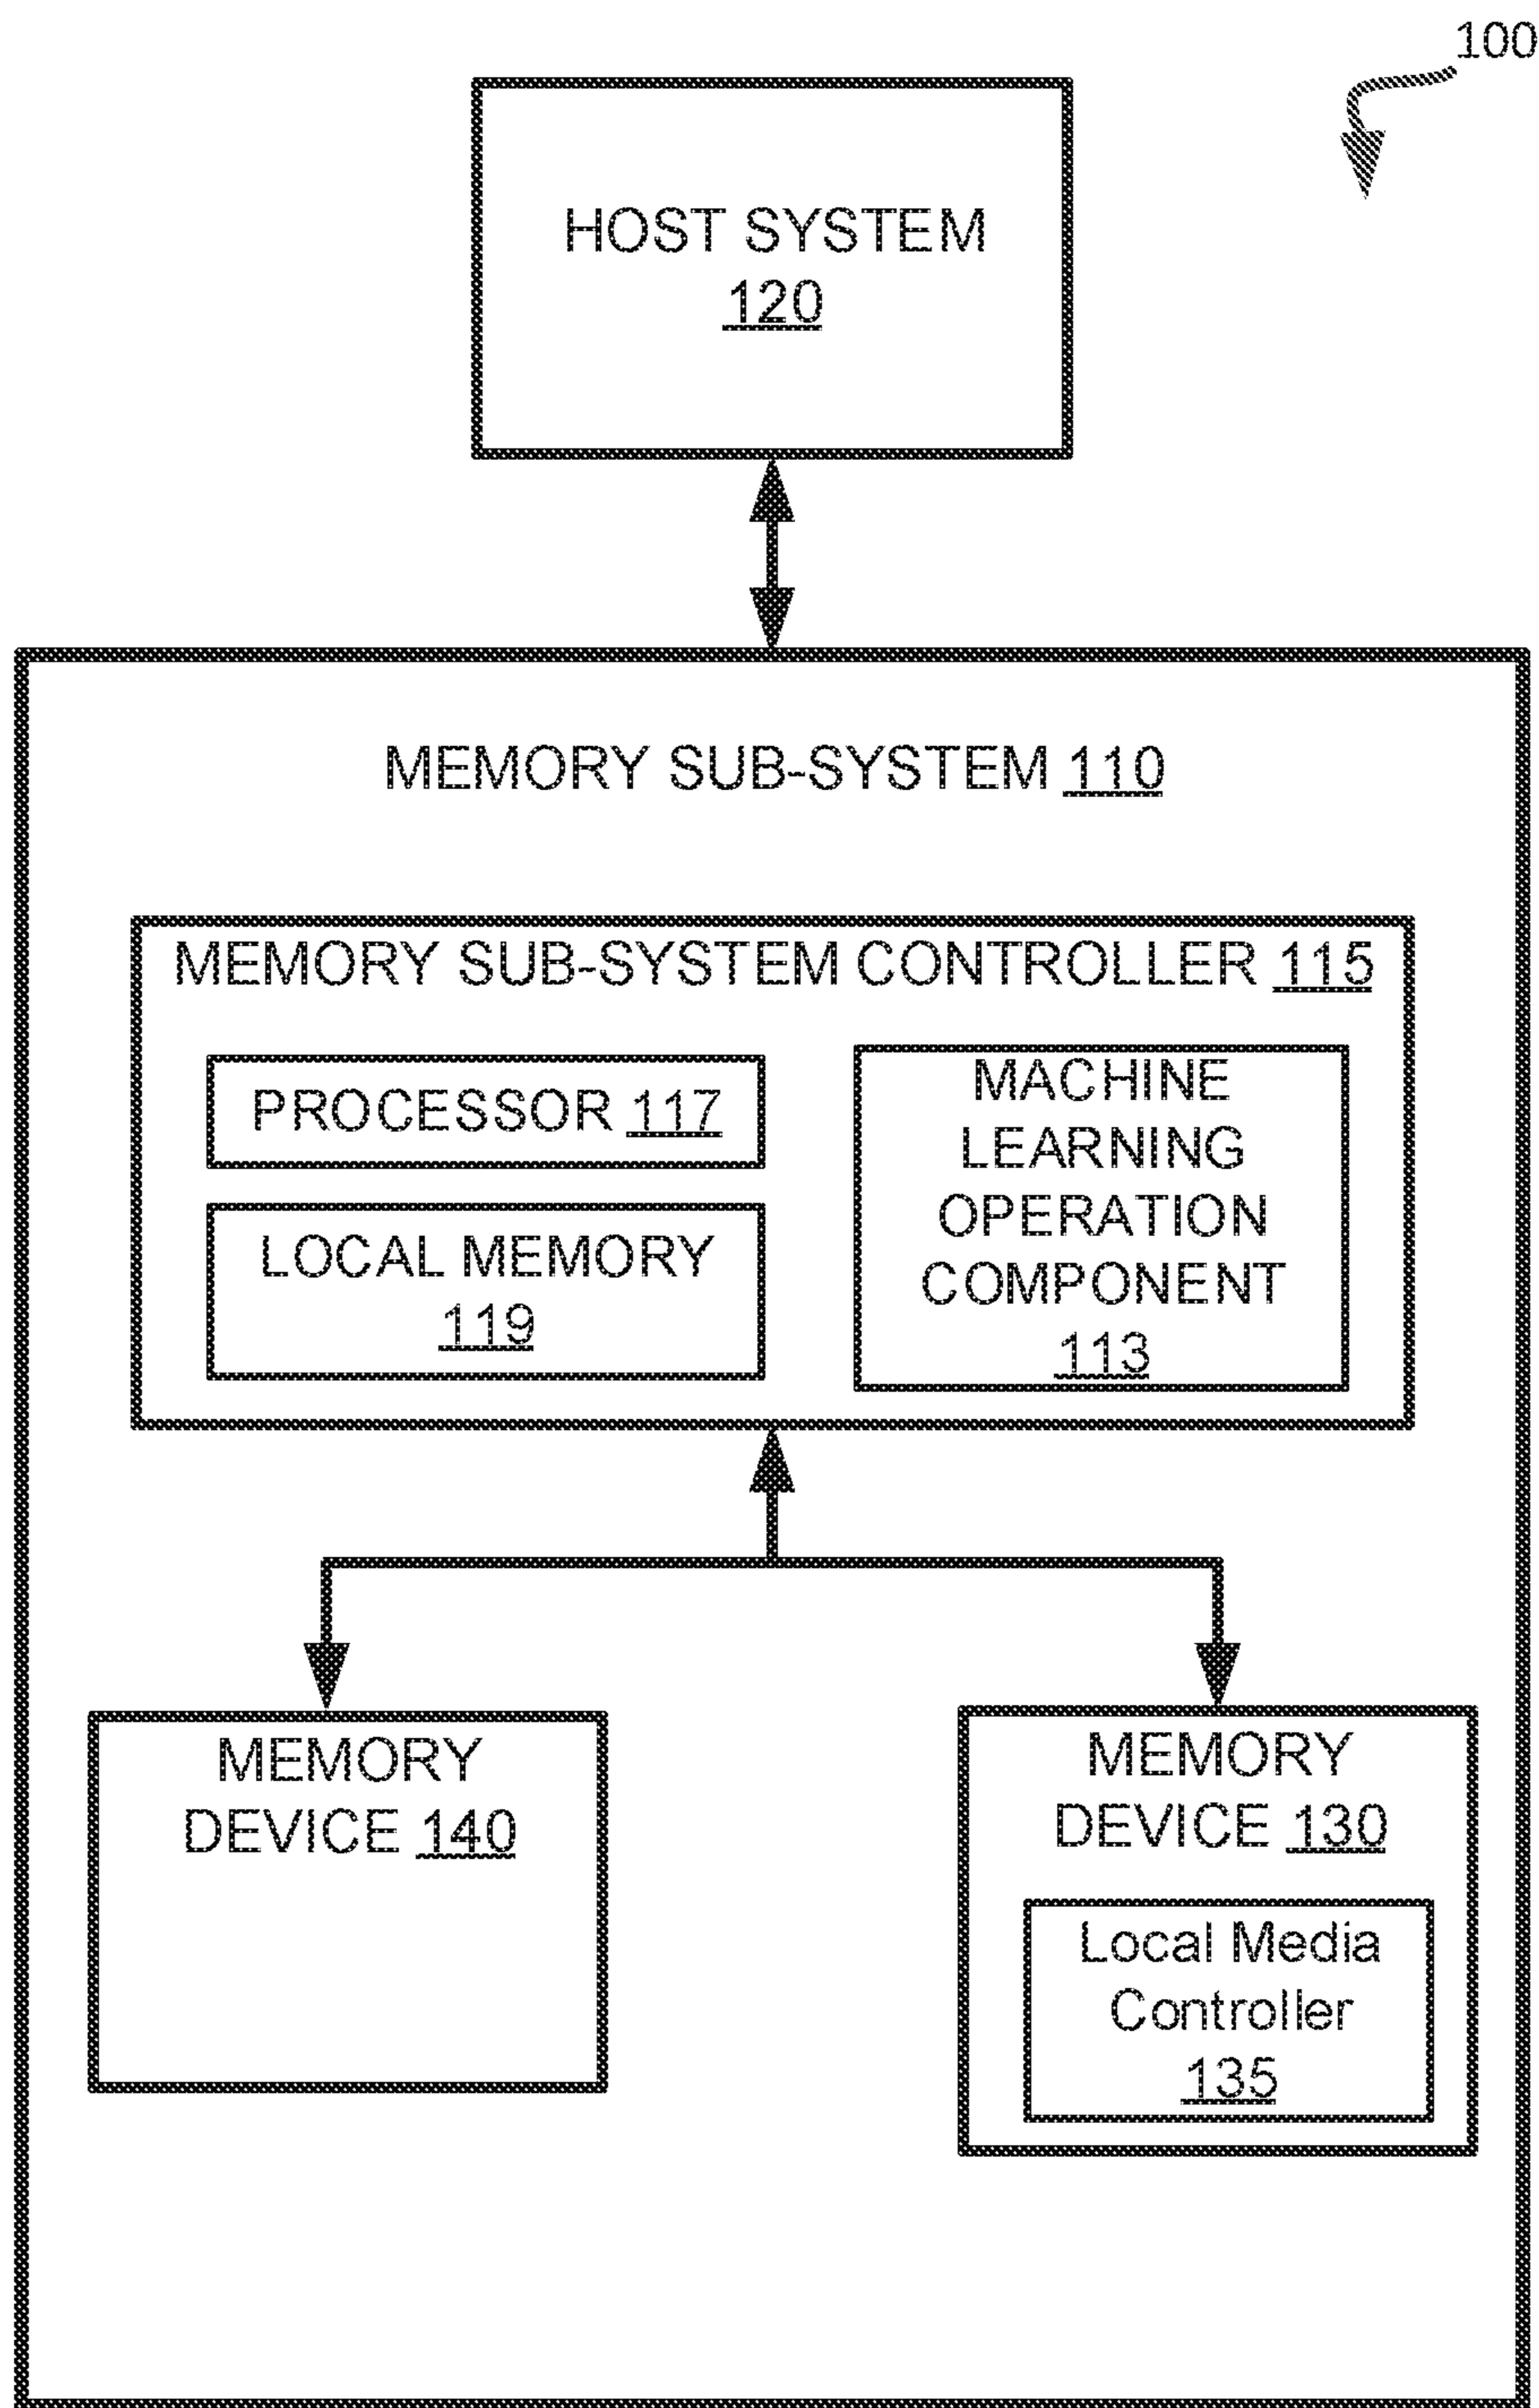 100
HOST SYSTEM
120
MEMORY SUB-SYSTEM 110
MEMORY SUB-SYSTEM CONTROLLER 115
PROCESSOR 117
LOCAL MEMORY
119
MACHINE
LEARNING
OPERATION
COMPONENT
113
MEMORY
DEVICE 140
MEMORY
DEVICE 130
Local Media
Controller
135